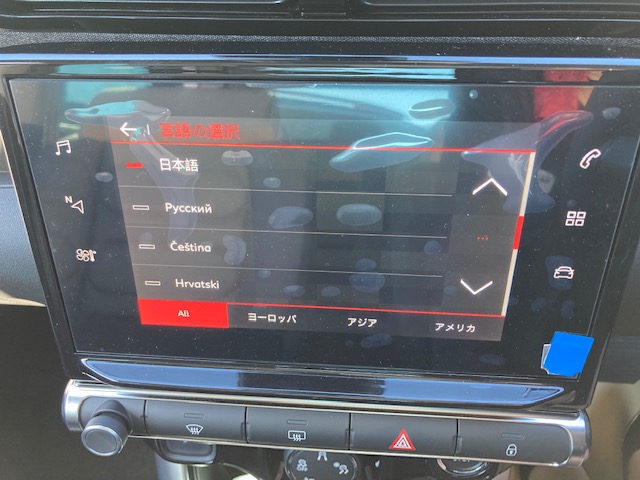 言語の選択
日本語
Русский
Čeština
Hrvatski
All ヨーロッパ アジア アメリカ
N